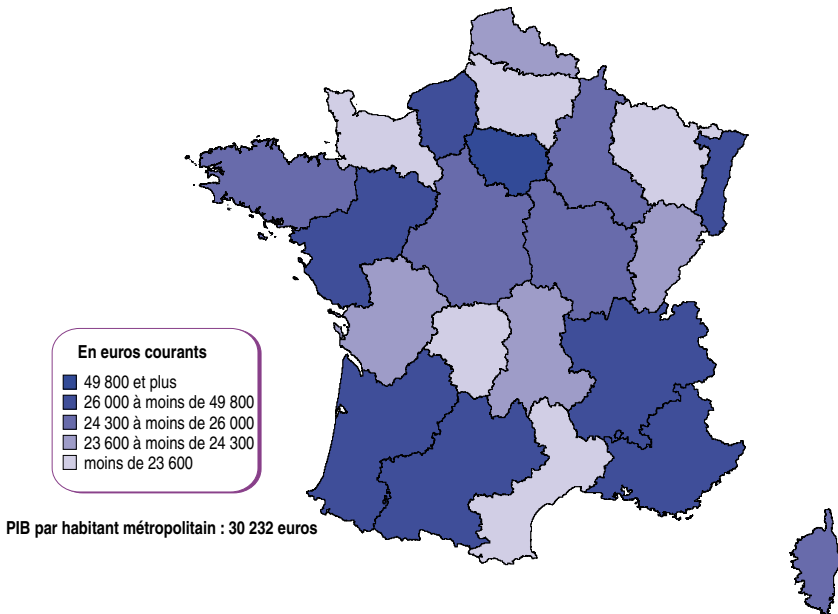 En euros courants
49 800 et plus
26 000 à moins de 49 800
24 300 à moins de 26 000
23 600 à moins de 24 300
moins de 23 600
PIB par habitant métropolitain : 30 232 euros